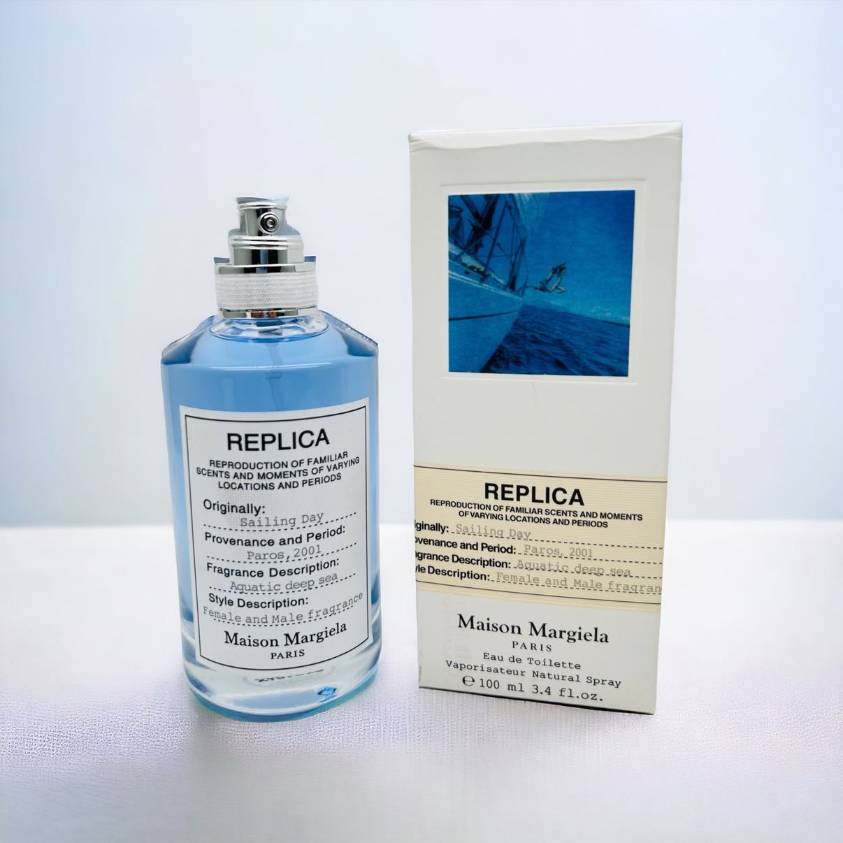 REPLICA
REPRODUCTION OF FAMILIAR
SCENTS AND MOMENTS OF VARYING
LOCATIONS AND PERIODS
Originally:
Sailing Day
Provenance and Period:
Paros, 2001
Fragrance Description:
Aquatic deep sea
Style Description:
Female and Male fragrance
Maison Margiela
PARIS
REPLICA
REPRODUCTION OF FAMILIAR SCENTS AND MOMENTS
OF VARYING LOCATIONS AND PERIODS
iginally: Sailing Day
ovenance and Period: Paros, 2001
agrance Description: Aquatic deep sea
yle Description: Female and Male fragran
Maison Margiela
PARIS
Eau de Toilette
Vaporisateur Natural Spray
℮ 100 ml 3.4 fl.oz.